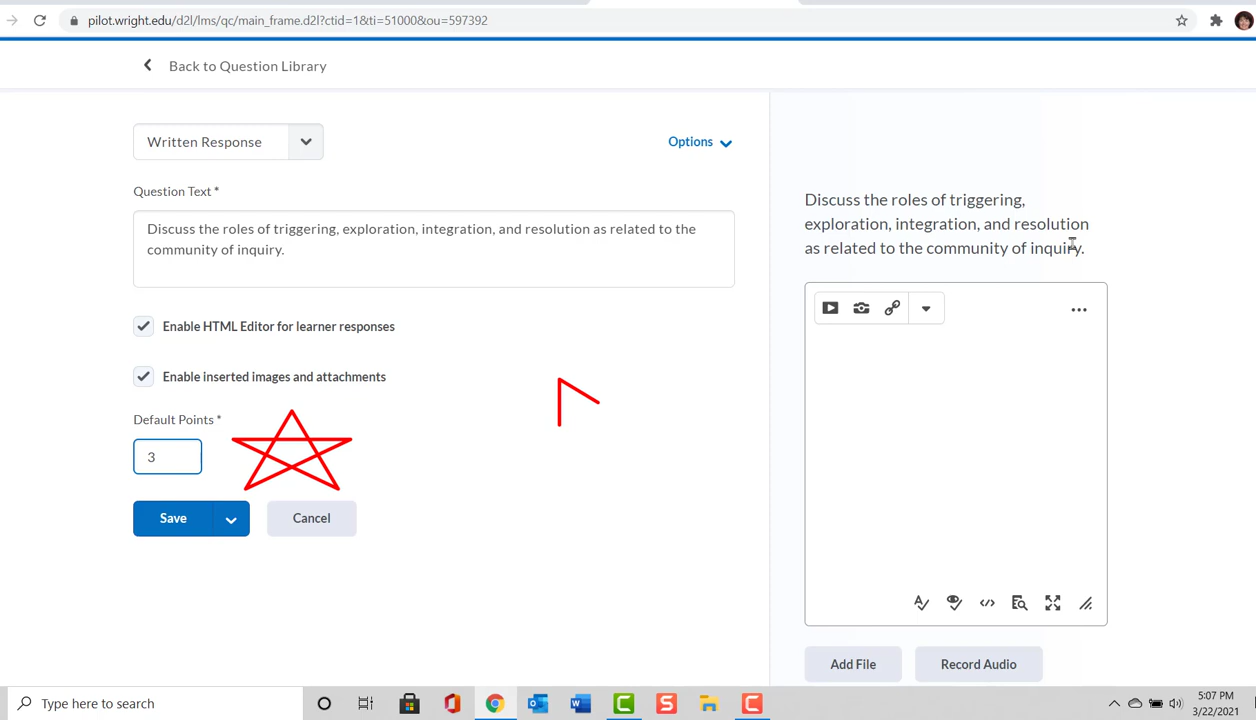 pilot.wright.edu/d2l/lms/qc/main_frame.d2l?ctid=1&ti=51000&ou=597392
Back to Question Library
Written Response
Options
Question Text *
Discuss the roles of triggering, exploration, integration, and resolution as related to the
community of inquiry.
Enable HTML Editor for learner responses
Enable inserted images and attachments
Default Points *
3
Save
Cancel
Discuss the roles of triggering,
exploration, integration, and resolution
as related to the community of inquiry.
Add File
Record Audio
Type here to search
5:07 PM
3/22/2021